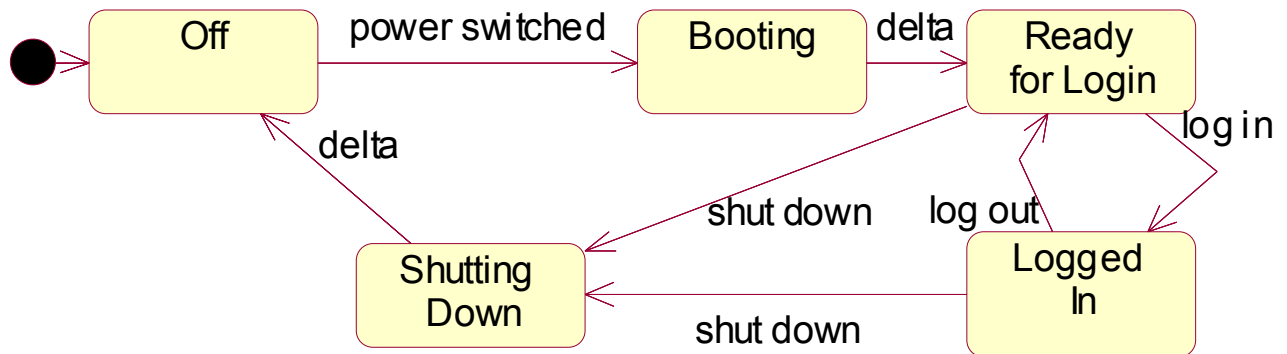 Off
power switched
Booting
delta
Ready
for Login
log in
delta
shut down
log out
Shutting
Down
Logged
In
shut down